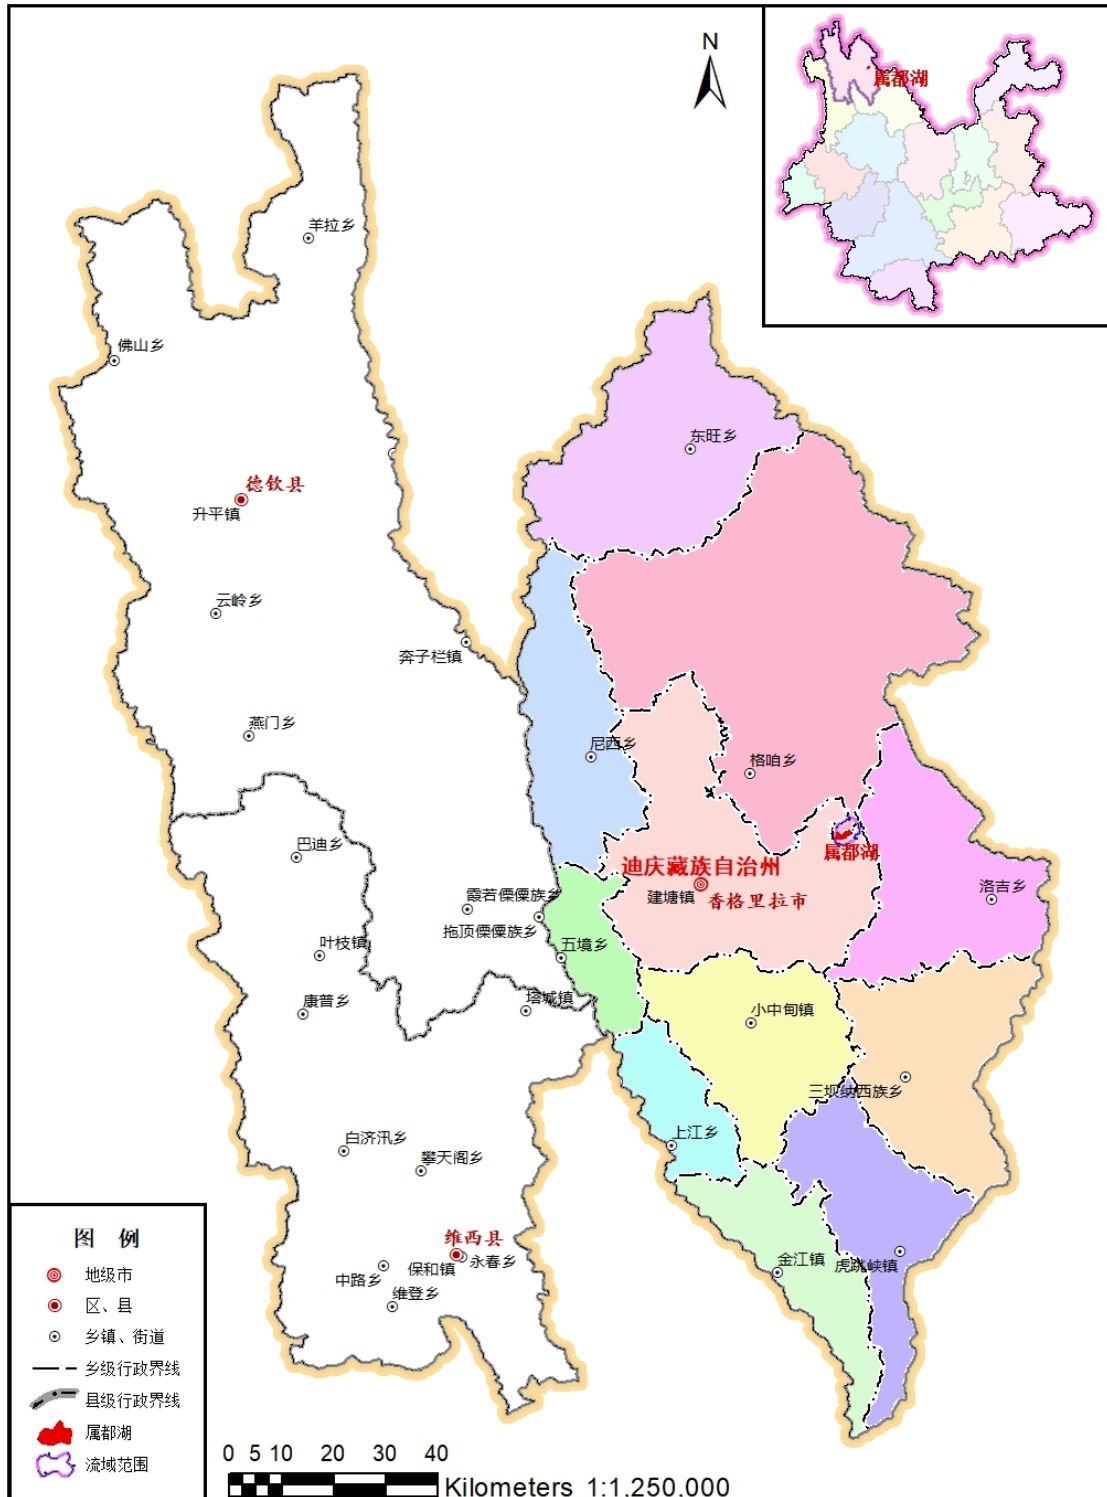 N
属都湖
羊拉乡
佛山乡
东旺乡
德钦县
升平镇
云岭乡
奔子栏镇
燕门乡
尼西乡
格咱乡
巴迪乡
属都湖
迪庆藏族自治州
建塘镇
香格里拉市
洛吉乡
霞若傈僳族乡
拖顶傈僳族乡
五境乡
叶枝镇
康普乡
塔城镇
小中甸镇
三坝纳西族乡
上江乡
白济汛乡
攀天阁乡
维西县
永春乡
保和镇
中路乡
维登乡
金江镇
虎跳峡镇
图 例
地级市
区、县
乡镇、街道
乡级行政界线
县级行政界线
属都湖
流域范围
0 5 10 20 30 40
Kilometers 1:1,250,000